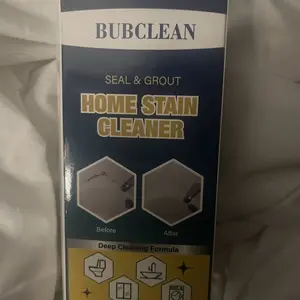 BUBCLEAN
SEAL & GROUT
HOME STAIN
CLEANER
Before
After
Deep Cleaning Formula